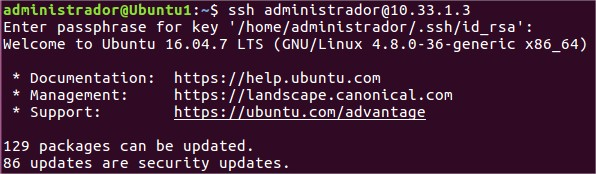 administrador@Ubuntu1:~$ ssh administrador@10.33.1.3
Enter passphrase for key '/home/administrador/.ssh/id_rsa':
Welcome to Ubuntu 16.04.7 LTS (GNU/Linux 4.8.0-36-generic x86_64)
* Documentation:  https://help.ubuntu.com
* Management:     https://landscape.canonical.com
* Support:        https://ubuntu.com/advantage
129 packages can be updated.
86 updates are security updates.